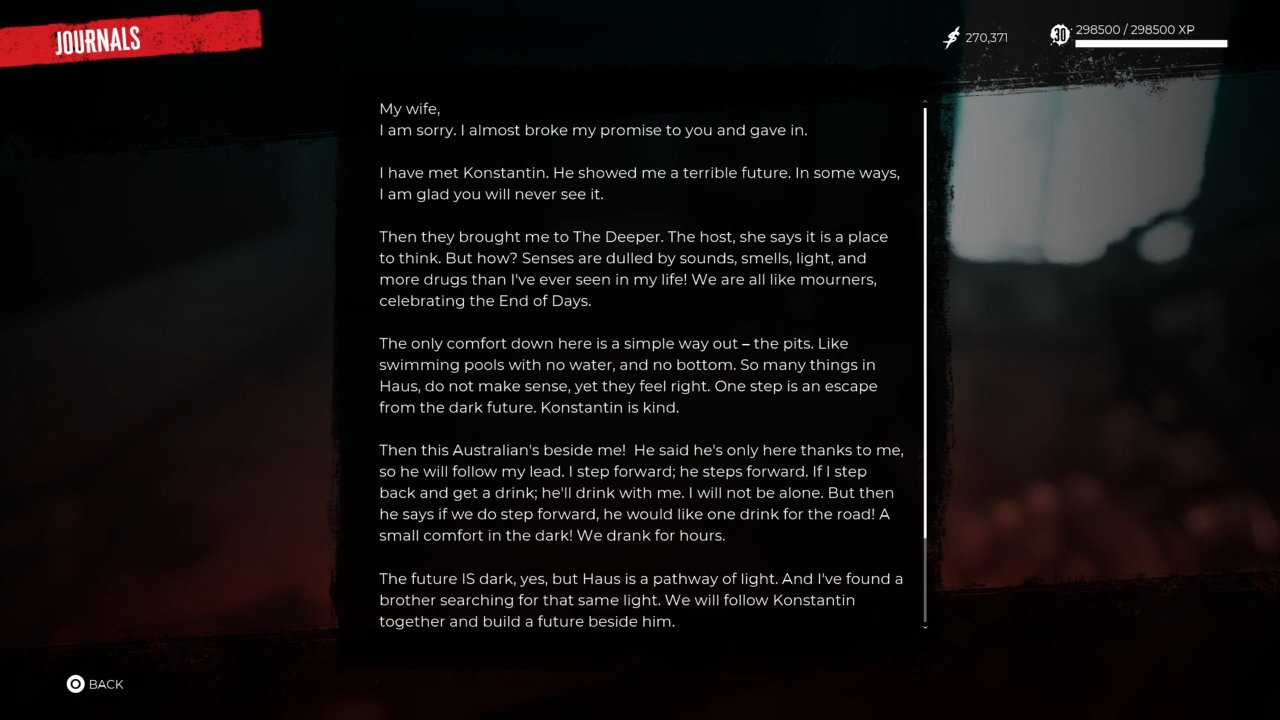 JOURNALS
270,371
30
298500 / 298500 XP
My wife,
I am sorry. I almost broke my promise to you and gave in.
I have met Konstantin. He showed me a terrible future. In some ways,
I am glad you will never see it.
Then they brought me to The Deeper. The host, she says it is a place
to think. But how? Senses are dulled by sounds, smells, light, and
more drugs than I've ever seen in my life! We are all like mourners,
celebrating the End of Days.
The only comfort down here is a simple way out – the pits. Like
swimming pools with no water, and no bottom. So many things in
Haus, do not make sense, yet they feel right. One step is an escape
from the dark future. Konstantin is kind.
Then this Australian's beside me!  He said he's only here thanks to me,
so he will follow my lead. I step forward; he steps forward. If I step
back and get a drink; he'll drink with me. I will not be alone. But then
he says if we do step forward, he would like one drink for the road! A
small comfort in the dark! We drank for hours.
The future IS dark, yes, but Haus is a pathway of light. And I've found a
brother searching for that same light. We will follow Konstantin
together and build a future beside him.
BACK